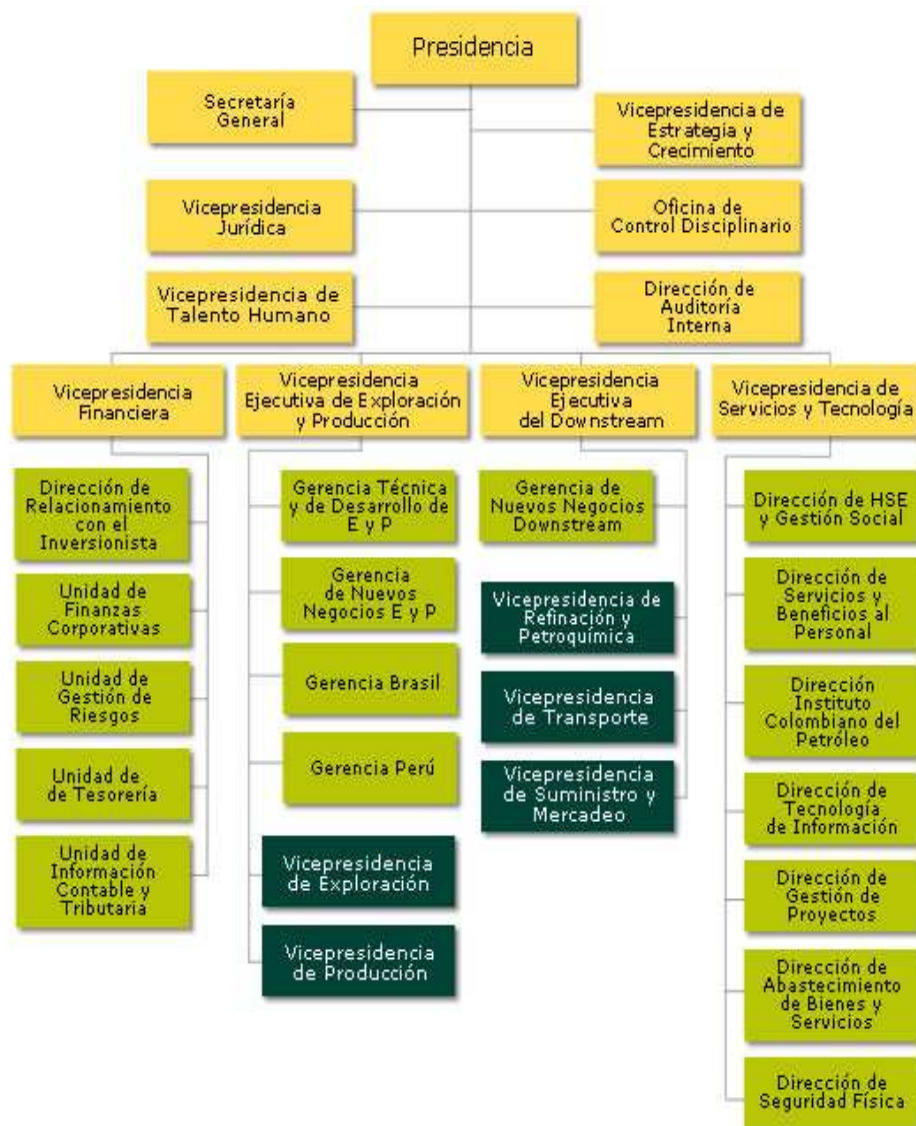 Presidencia
Secretaría
General
Vicepresidencia de
Estrategia y
Crecimiento
Vicepresidencia
Jurídica
Oficina de
Control Disciplinario
Vicepresidencia de
Talento Humano
Dirección de
Auditoría
Interna
Vicepresidencia
Financiera
Vicepresidencia
Ejecutiva de Exploración
y Producción
Vicepresidencia
Ejecutiva
del Downstream
Vicepresidencia de
Servicios y Tecnología
Dirección de
Relacionamiento
con el
Inversionista
Unidad de
Finanzas
Corporativas
Unidad de
Gestión de
Riesgos
Unidad de
de Tesorería
Unidad de
Información
Contable y
Tributaria
Gerencia Técnica
y de Desarrollo de
E y P
Gerencia
de Nuevos
Negocios E y P
Gerencia Brasil
Gerencia Perú
Vicepresidencia
de Exploración
Vicepresidencia
de Producción
Gerencia de
Nuevos Negocios
Downstream
Vicepresidencia de
Refinación y
Petroquímica
Vicepresidencia
de Transporte
Vicepresidencia
de Suministro y
Mercadeo
Dirección de HSE
y Gestión Social
Dirección de
Servicios y
Beneficios al
Personal
Dirección
Instituto
Colombiano del
Petróleo
Dirección de
Tecnología
de Información
Dirección de
Gestión de
Proyectos
Dirección de
Abastecimiento
de Bienes y
Servicios
Dirección de
Seguridad Física